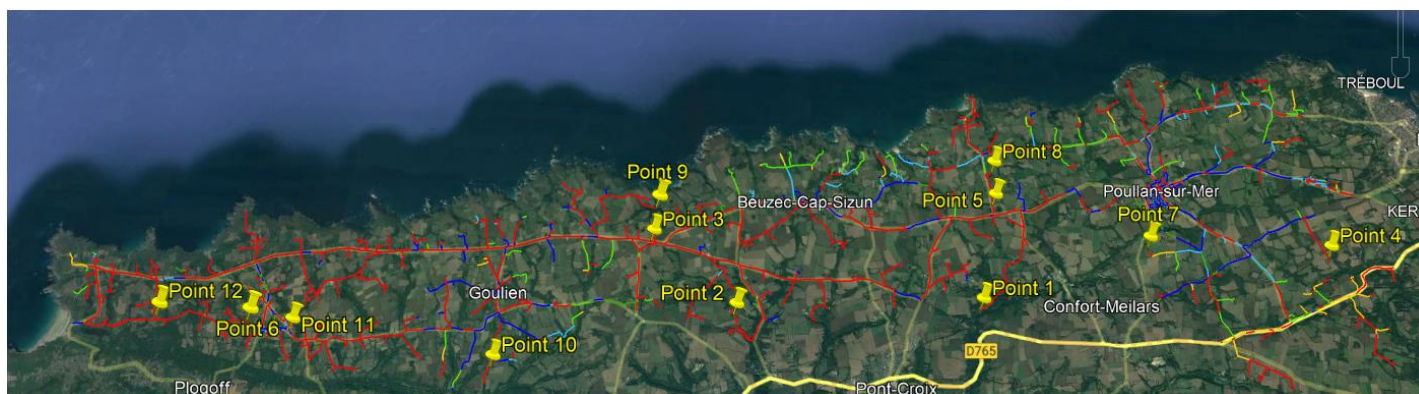 TRÉBOUL
Point 8
Point 9
Point 5
Poullan-sur-Mer
Beuzec-Cap-Sizun
Point 3
Point 7
KER
Point 4
Point 12
Goulien
Point 2
Point 1
Point 6
Point 11
Confort-Meilars
Point 10
D765
Plogoff
Pont-Croix